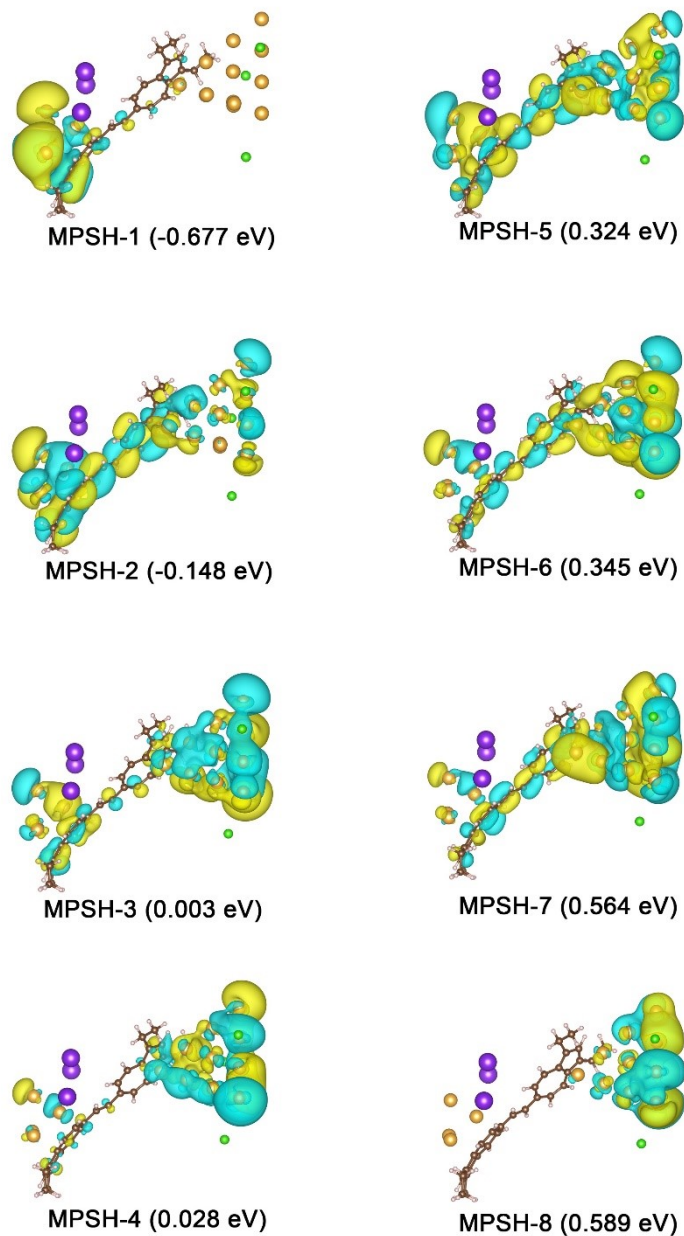 MPSH-1 (-0.677 eV)
MPSH-5 (0.324 eV)
MPSH-2 (-0.148 eV)
MPSH-6 (0.345 eV)
MPSH-3 (0.003 eV)
MPSH-7 (0.564 eV)
MPSH-4 (0.028 eV)
MPSH-8 (0.589 eV)